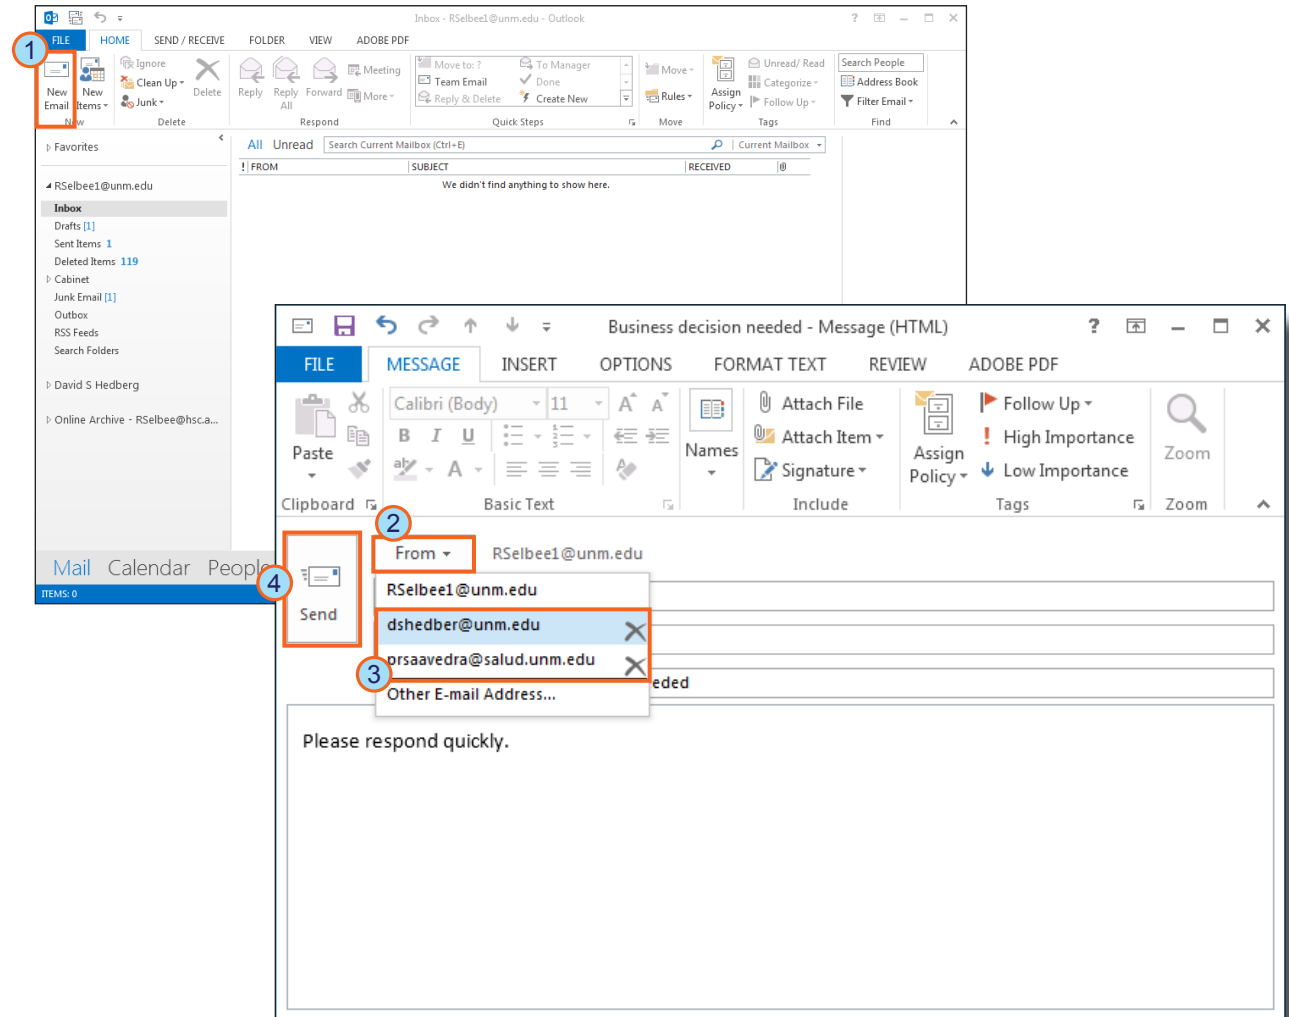 Inbox - RSelbee1@unm.edu - Outlook
FILE HOME SEND / RECEIVE FOLDER VIEW ADOBE PDF
1
New Email
New Items
Ignore
Clean Up
Junk
Delete
Reply
Reply All
Forward
Meeting
More
Move to: ?
Team Email
Reply & Delete
To Manager
Done
Create New
Move
Rules
Assign Policy
Unread/ Read
Categorize
Follow Up
Search People
Address Book
Filter Email
New Delete Respond Quick Steps Move Tags Find
Favorites
All Unread Search Current Mailbox (Ctrl+E) Current Mailbox
! FROM SUBJECT RECEIVED
We didn't find anything to show here.
RSelbee1@unm.edu
Inbox
Drafts [1]
Sent Items 1
Deleted Items 119
Cabinet
Junk Email [1]
Outbox
RSS Feeds
Search Folders
David S Hedberg
Online Archive - RSelbee@hsc.a...
Mail Calendar People
ITEMS: 0
Business decision needed - Message (HTML)
?
FILE MESSAGE INSERT OPTIONS FORMAT TEXT REVIEW ADOBE PDF
Paste
Calibri (Body) 11
B I U
Names
Attach File
Attach Item
Signature
Assign Policy
Follow Up
High Importance
Low Importance
Zoom
Clipboard Basic Text Include Tags Zoom
2
From RSelbee1@unm.edu
4
Send
RSelbee1@unm.edu
dshedber@unm.edu
prsaavedra@salud.unm.edu
3
Other E-mail Address...
eded
Please respond quickly.